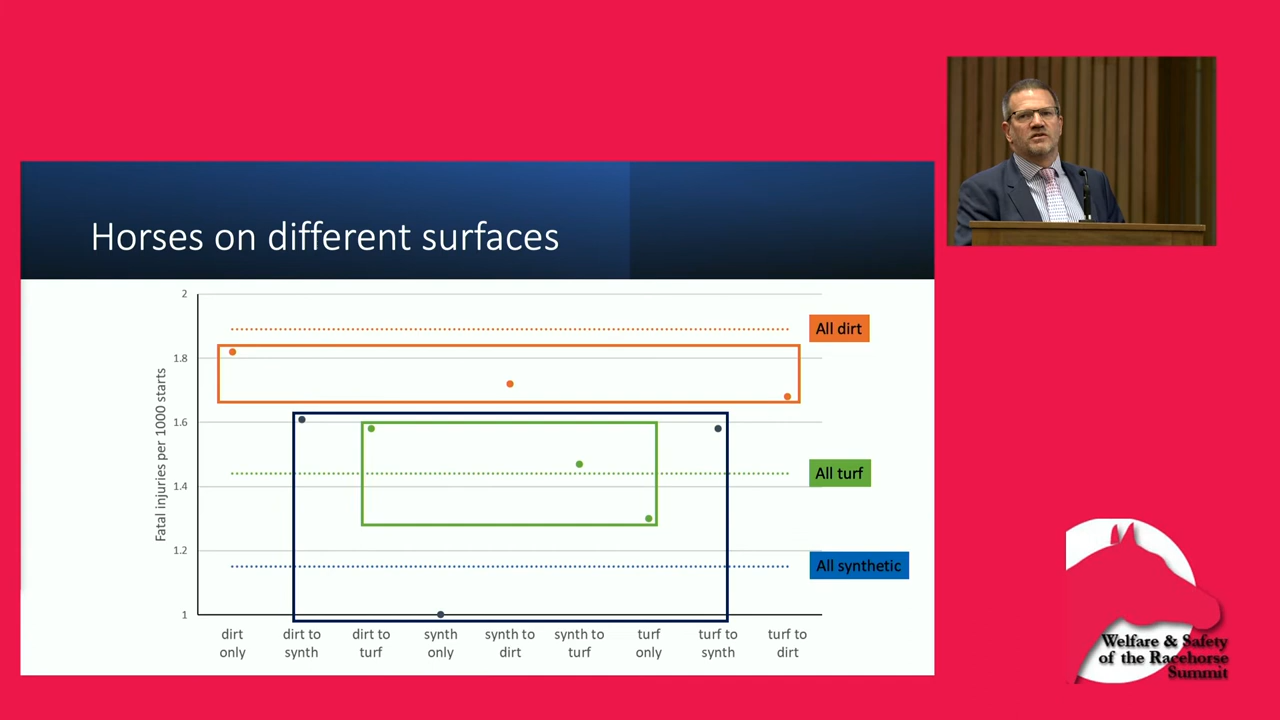 Horses on different surfaces
Fatal injuries per 1000 starts
2
1.8
1.6
1.4
1.2
1
All dirt
All turf
All synthetic
dirt only
dirt to synth
dirt to turf
synth only
synth to dirt
synth to turf
turf only
turf to synth
turf to dirt
Welfare & Safety
of the Racehorse
Summit